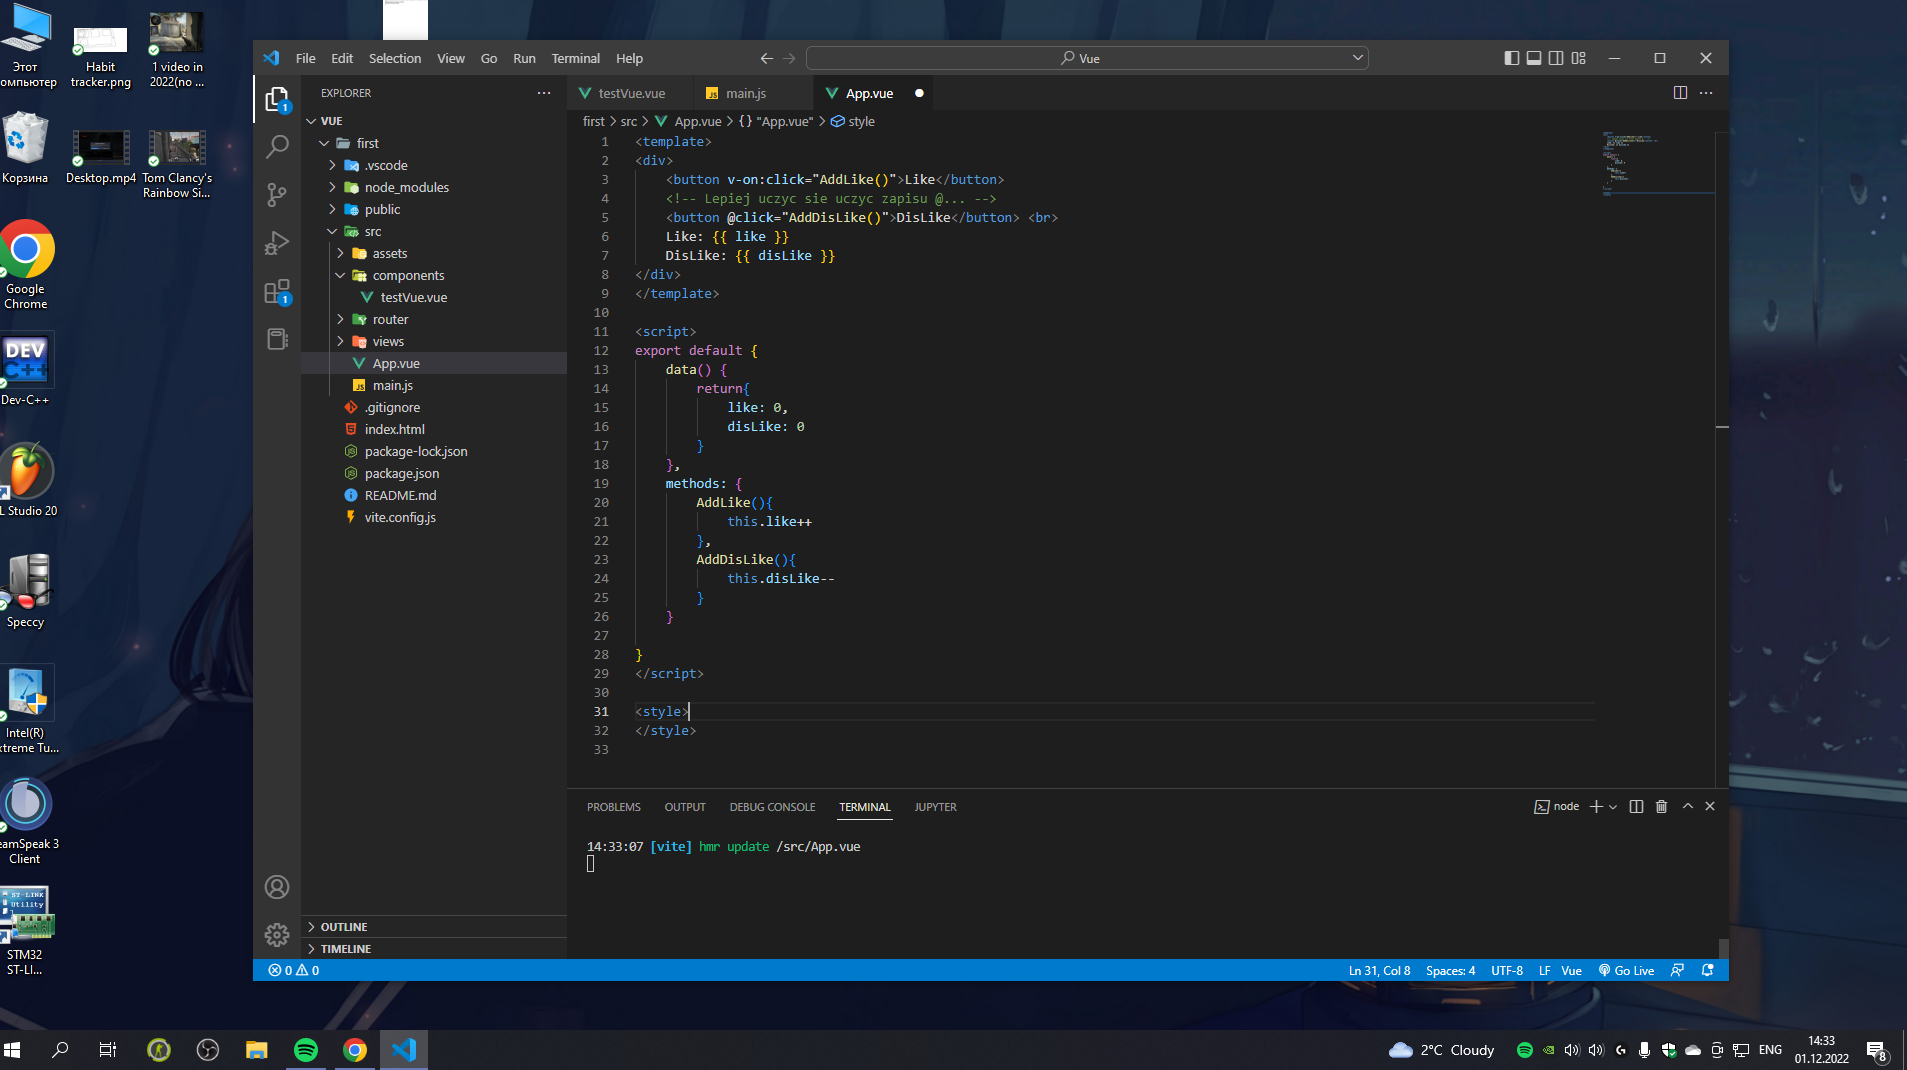 Этот
омпьютер
Habit
tracker.png
1 video in
2022(no ...
Корзина
Desktop.mp4
Tom Clancy's
Rainbow Si...
Google
Chrome
DEV
C++
Dev-C++
L Studio 20
Speccy
Intel(R)
xtreme Tu...
eamSpeak 3
Client
ST-LINK
Utility
STM32
ST-LI...
File Edit Selection View Go Run Terminal Help
Vue
EXPLORER
VUE
first
.vscode
node_modules
public
src
assets
components
testVue.vue
router
views
App.vue
main.js
.gitignore
index.html
package-lock.json
package.json
README.md
vite.config.js
OUTLINE
TIMELINE
1
1
testVue.vue main.js App.vue
first > src > App.vue > {} "App.vue" > style
1 <template>
2 <div>
3 <button v-on:click="AddLike()">Like</button>
4 <!-- Lepiej uczyc sie uczyc zapisu @... -->
5 <button @click="AddDisLike()">DisLike</button> <br>
6 Like: {{ like }}
7 DisLike: {{ disLike }}
8 </div>
9 </template>
10
11 <script>
12 export default {
13 data() {
14 return{
15 like: 0,
16 disLike: 0
17 }
18 },
19 methods: {
20 AddLike(){
21 this.like++
22 },
23 AddDisLike(){
24 this.disLike--
25 }
26 }
27
28 }
29 </script>
30
31 <style>
32 </style>
33
PROBLEMS OUTPUT DEBUG CONSOLE TERMINAL JUPYTER
node
14:33:07 [vite] hmr update /src/App.vue
0 0
Ln 31, Col 8 Spaces: 4 UTF-8 LF Vue Go Live
2°C Cloudy
ENG
14:33
01.12.2022
8